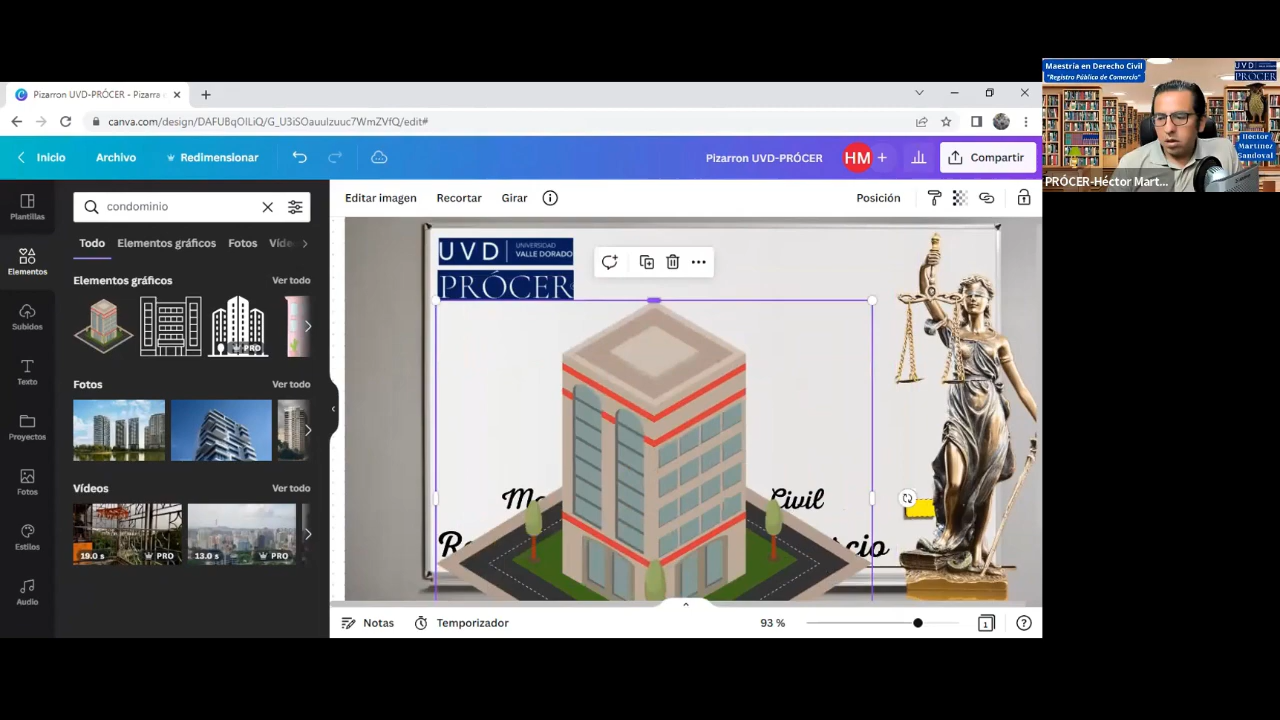 Pizarron UVD-PRÓCER - Pizarra
canva.com/design/DAFUBqOlLiQ/G_U3iSOauulzuuc7WmZVfQ/edit#
Inicio
Archivo
Redimensionar
Pizarron UVD-PRÓCER
HM
+
Compartir
Plantillas
Elementos
Subidos
Texto
Proyectos
Fotos
Estilos
Audio
condominio
Todo
Elementos gráficos
Fotos
Elementos gráficos
Ver todo
PRO
Fotos
Ver todo
Vídeos
Ver todo
19.0 s
PRO
13.0 s
PRO
Editar imagen
Recortar
Girar
Posición
UVD
UNIVERSIDAD
VALLE DORADO
PRÓCER
Civil
Notas
Temporizador
93 %
1
Maestría en Derecho Civil
"Registro Público de Comercio"
UVD
PRÓCER
Héctor
Martínez
Sandoval
PRÓCER-Héctor Mart...